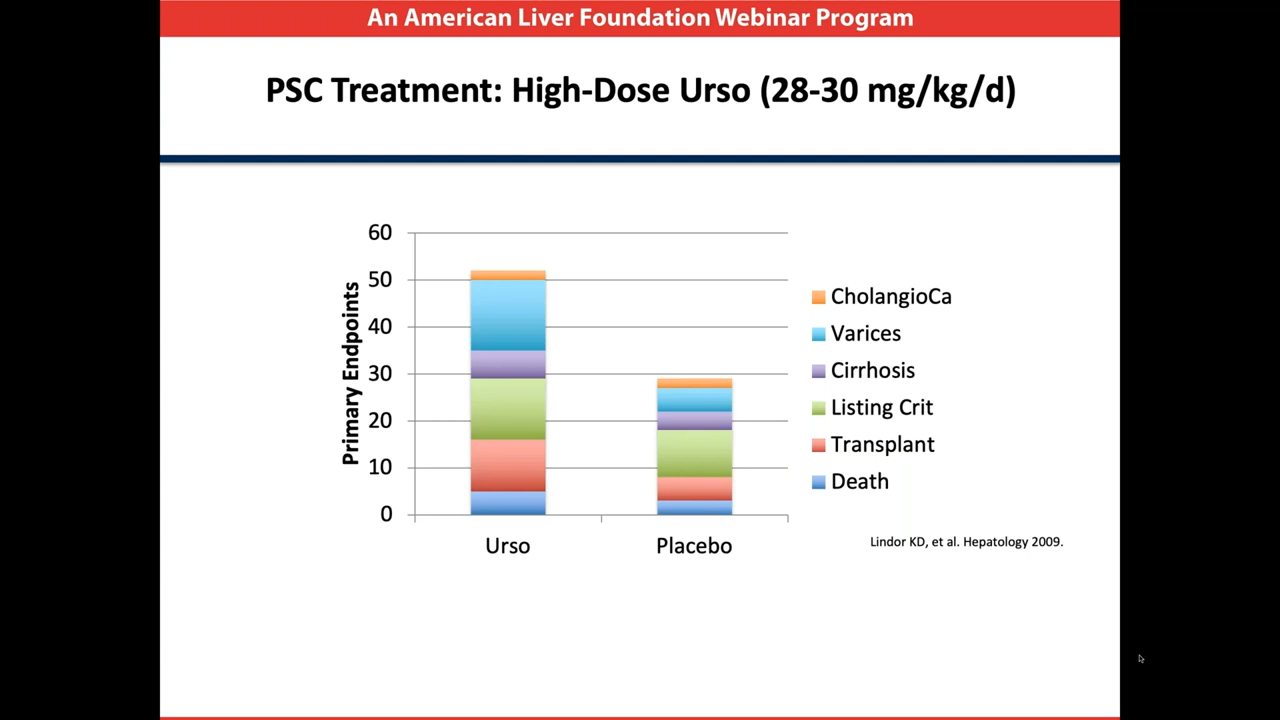 An American Liver Foundation Webinar Program
PSC Treatment: High-Dose Urso (28-30 mg/kg/d)
Primary Endpoints
60
50
40
30
20
10
0
Urso
Placebo
CholangioCa
Varices
Cirrhosis
Listing Crit
Transplant
Death
Lindor KD, et al. Hepatology 2009.